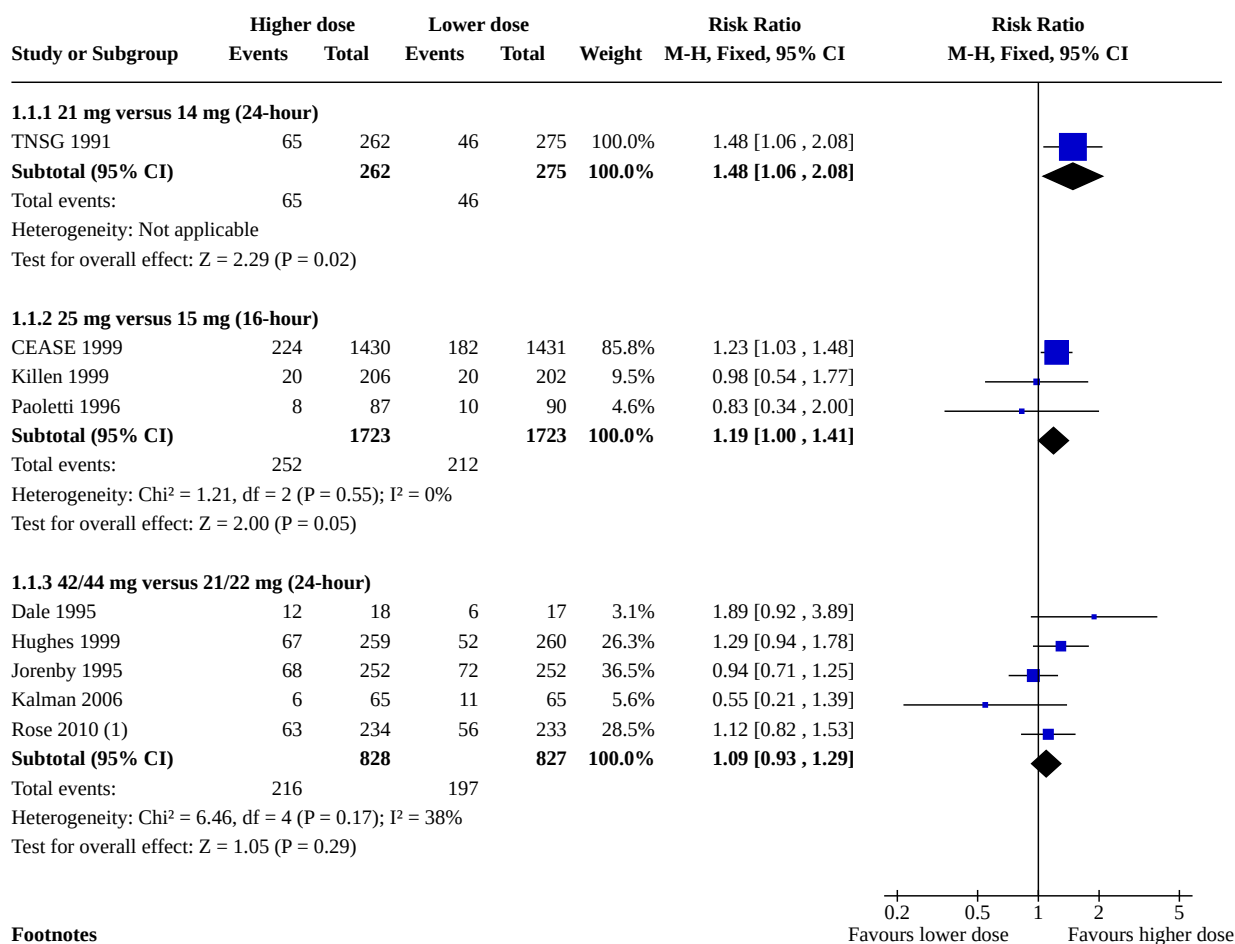 Higher dose Lower dose Risk Ratio Risk Ratio
Study or Subgroup Events Total Events Total Weight M-H, Fixed, 95% CI M-H, Fixed, 95% CI
1.1.1 21 mg versus 14 mg (24-hour)
TNSG 1991 65 262 46 275 100.0% 1.48 [1.06 , 2.08]
Subtotal (95% CI) 262 275 100.0% 1.48 [1.06 , 2.08]
Total events: 65 46
Heterogeneity: Not applicable
Test for overall effect: Z = 2.29 (P = 0.02)
1.1.2 25 mg versus 15 mg (16-hour)
CEASE 1999 224 1430 182 1431 85.8% 1.23 [1.03 , 1.48]
Killen 1999 20 206 20 202 9.5% 0.98 [0.54 , 1.77]
Paoletti 1996 8 87 10 90 4.6% 0.83 [0.34 , 2.00]
Subtotal (95% CI) 1723 1723 100.0% 1.19 [1.00 , 1.41]
Total events: 252 212
Heterogeneity: Chi² = 1.21, df = 2 (P = 0.55); I² = 0%
Test for overall effect: Z = 2.00 (P = 0.05)
1.1.3 42/44 mg versus 21/22 mg (24-hour)
Dale 1995 12 18 6 17 3.1% 1.89 [0.92 , 3.89]
Hughes 1999 67 259 52 260 26.3% 1.29 [0.94 , 1.78]
Jorenby 1995 68 252 72 252 36.5% 0.94 [0.71 , 1.25]
Kalman 2006 6 65 11 65 5.6% 0.55 [0.21 , 1.39]
Rose 2010 (1) 63 234 56 233 28.5% 1.12 [0.82 , 1.53]
Subtotal (95% CI) 828 827 100.0% 1.09 [0.93 , 1.29]
Total events: 216 197
Heterogeneity: Chi² = 6.46, df = 4 (P = 0.17); I² = 38%
Test for overall effect: Z = 1.05 (P = 0.29)
0.2 0.5 1 2 5
Footnotes Favours lower dose Favours higher dose